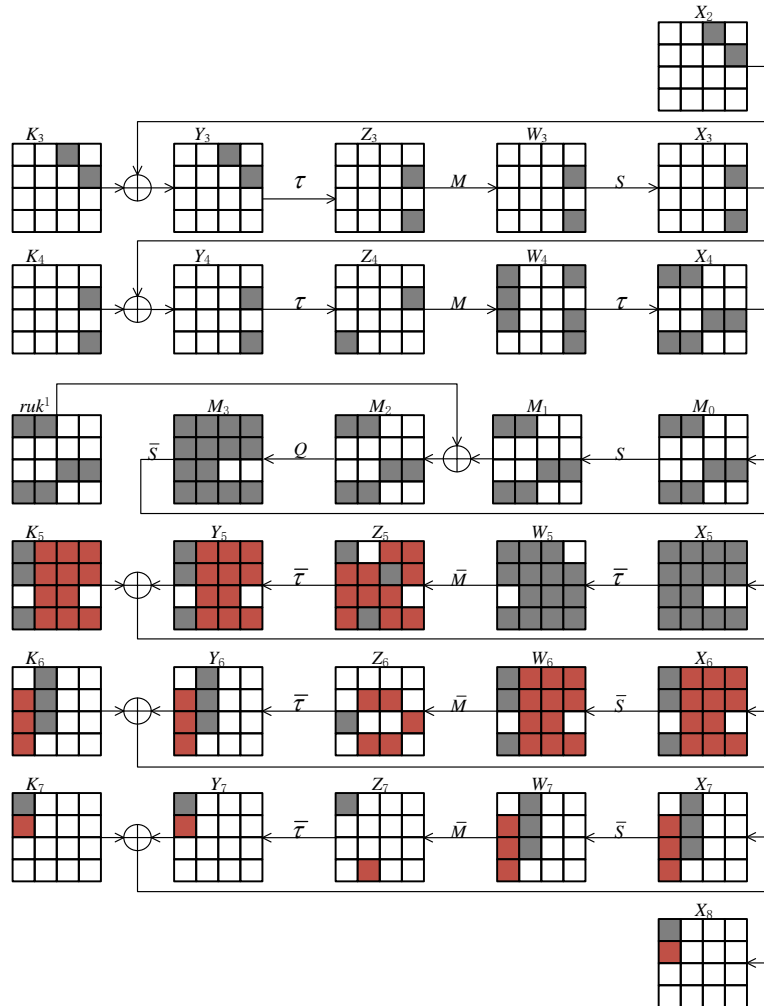 X₂
K₃ Y₃ Z₃ W₃ X₃
τ M S
K₄ Y₄ Z₄ W₄ X₄
τ M τ
ruk¹ M₃ M₂ M₁ M₀
S̄ Q S
K₅ Y₅ Z₅ W₅ X₅
τ̄ M̄ τ̄
K₆ Y₆ Z₆ W₆ X₆
τ̄ M̄ S̄
K₇ Y₇ Z₇ W₇ X₇
τ̄ M̄ S̄
X₈